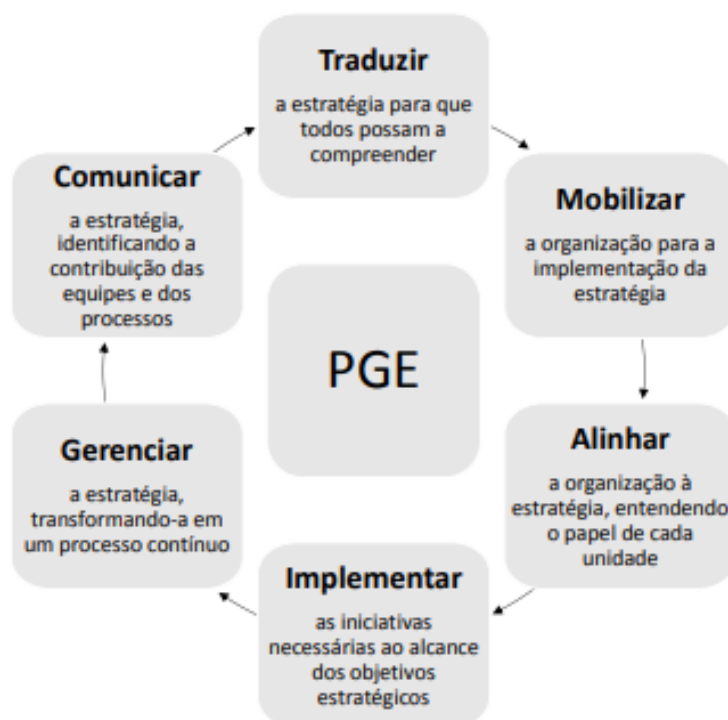 Traduzir
a estratégia para que
todos possam a
compreender
Mobilizar
a organização para a
implementação da
estratégia
Alinhar
a organização à
estratégia, entendendo
o papel de cada
unidade
Implementar
as iniciativas
necessárias ao alcance
dos objetivos
estratégicos
Gerenciar
a estratégia,
transformando-a em
um processo contínuo
Comunicar
a estratégia,
identificando a
contribuição das
equipes e dos
processos
PGE